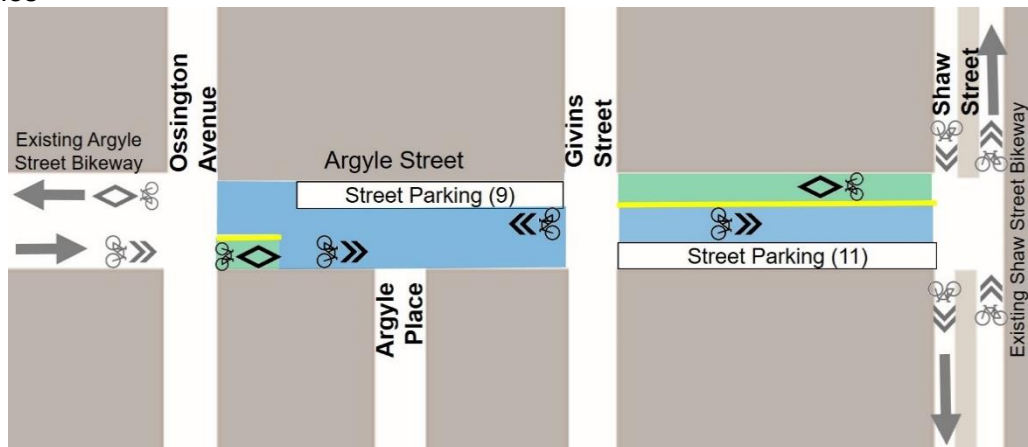 Ossington
Avenue
Givins
Street
Shaw
Street
Existing Argyle
Street Bikeway
Argyle Street
Street Parking (9)
Street Parking (11)
Argyle
Place
Existing Shaw Street Bikeway